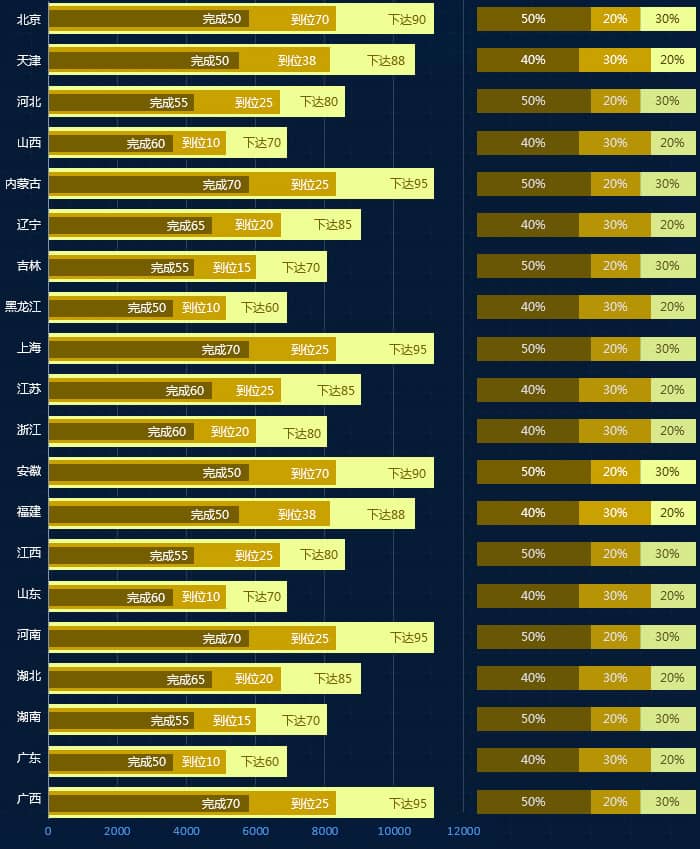 北京 完成50 到位70 下达90 50% 20% 30%
天津 完成50 到位38 下达88 40% 30% 20%
河北 完成55 到位25 下达80 50% 20% 30%
山西 完成60 到位10 下达70 40% 30% 20%
内蒙古 完成70 到位25 下达95 50% 20% 30%
辽宁 完成65 到位20 下达85 40% 30% 20%
吉林 完成55 到位15 下达70 50% 20% 30%
黑龙江 完成50 到位10 下达60 40% 30% 20%
上海 完成70 到位25 下达95 50% 20% 30%
江苏 完成60 到位25 下达85 40% 30% 20%
浙江 完成60 到位20 下达80 40% 30% 20%
安徽 完成50 到位70 下达90 50% 20% 30%
福建 完成50 到位38 下达88 40% 30% 20%
江西 完成55 到位25 下达80 50% 20% 30%
山东 完成60 到位10 下达70 40% 30% 20%
河南 完成70 到位25 下达95 50% 20% 30%
湖北 完成65 到位20 下达85 40% 30% 20%
湖南 完成55 到位15 下达70 50% 20% 30%
广东 完成50 到位10 下达60 40% 30% 20%
广西 完成70 到位25 下达95 50% 20% 30%
0 2000 4000 6000 8000 10000 12000